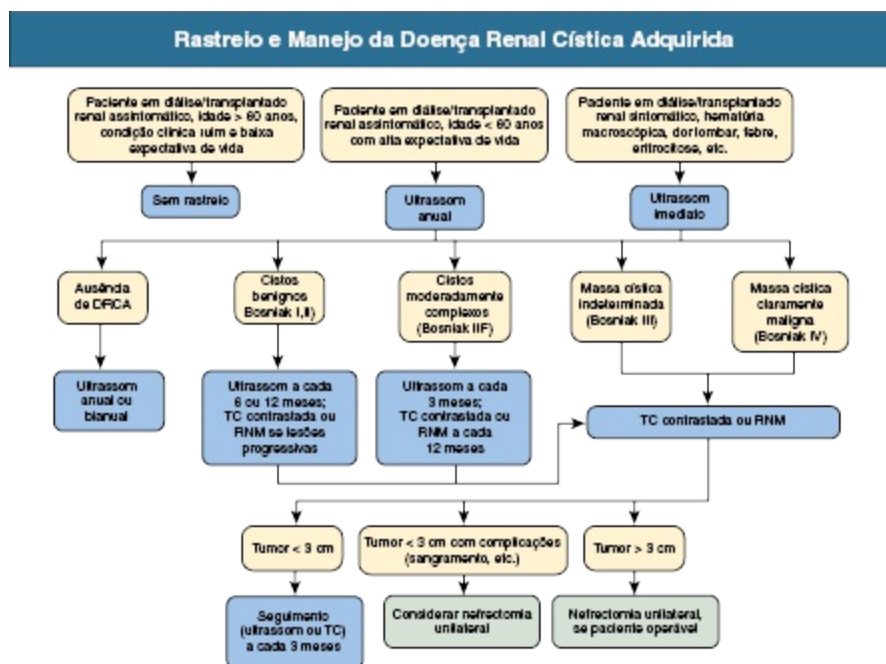 Rastreio e Manejo da Doença Renal Cística Adquirida
Paciente em diálise/transplantado
renal assintomático, idade > 60 anos,
condição clínica ruim e baixa
expectativa de vida
Paciente em diálise/transplantado
renal assintomático, idade < 60 anos
com alta expectativa de vida
Paciente em diálise/transplantado
renal sintomático, hematúria
macroscópica, dor lombar, febre,
eritrocitose, etc.
Sem rastreio
Ultrassom
anual
Ultrassom
imediato
Ausência
de DRCA
Cistos
benignos
Bosniak I,II)
Cistos
moderadamente
complexos
(Bosniak IIF)
Massa cística
indeterminada
(Bosniak III)
Massa cística
claramente
maligna
(Bosniak IV)
Ultrassom
anual ou
bianual
Ultrassom a cada
6 ou 12 meses;
TC contrastada ou
RNM se lesões
progressivas
Ultrassom a cada
3 meses;
TC contrastada ou
RNM a cada
12 meses
TC contrastada ou RNM
Tumor < 3 cm
Tumor < 3 cm com complicações
(sangramento, etc.)
Tumor > 3 cm
Seguimento
(ultrassom ou TC)
a cada 3 meses
Considerar nefrectomia
unilateral
Nefrectomia unilateral,
se paciente operável